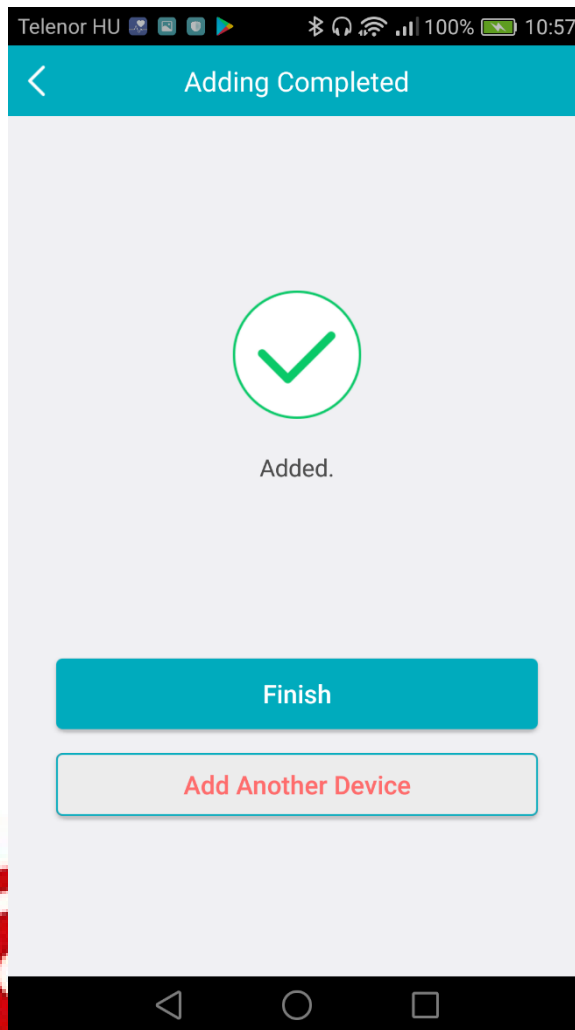 Telenor HU 100% 10:57
Adding Completed
Added.
Finish
Add Another Device